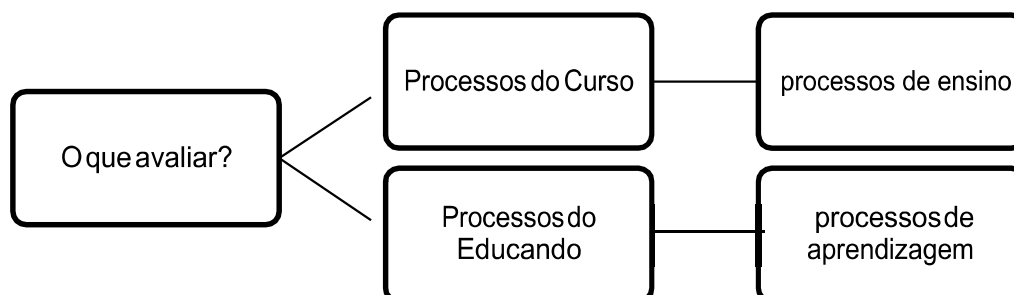 O que avaliar?
Processos do Curso
processos de ensino
Processos do
Educando
processos de
aprendizagem